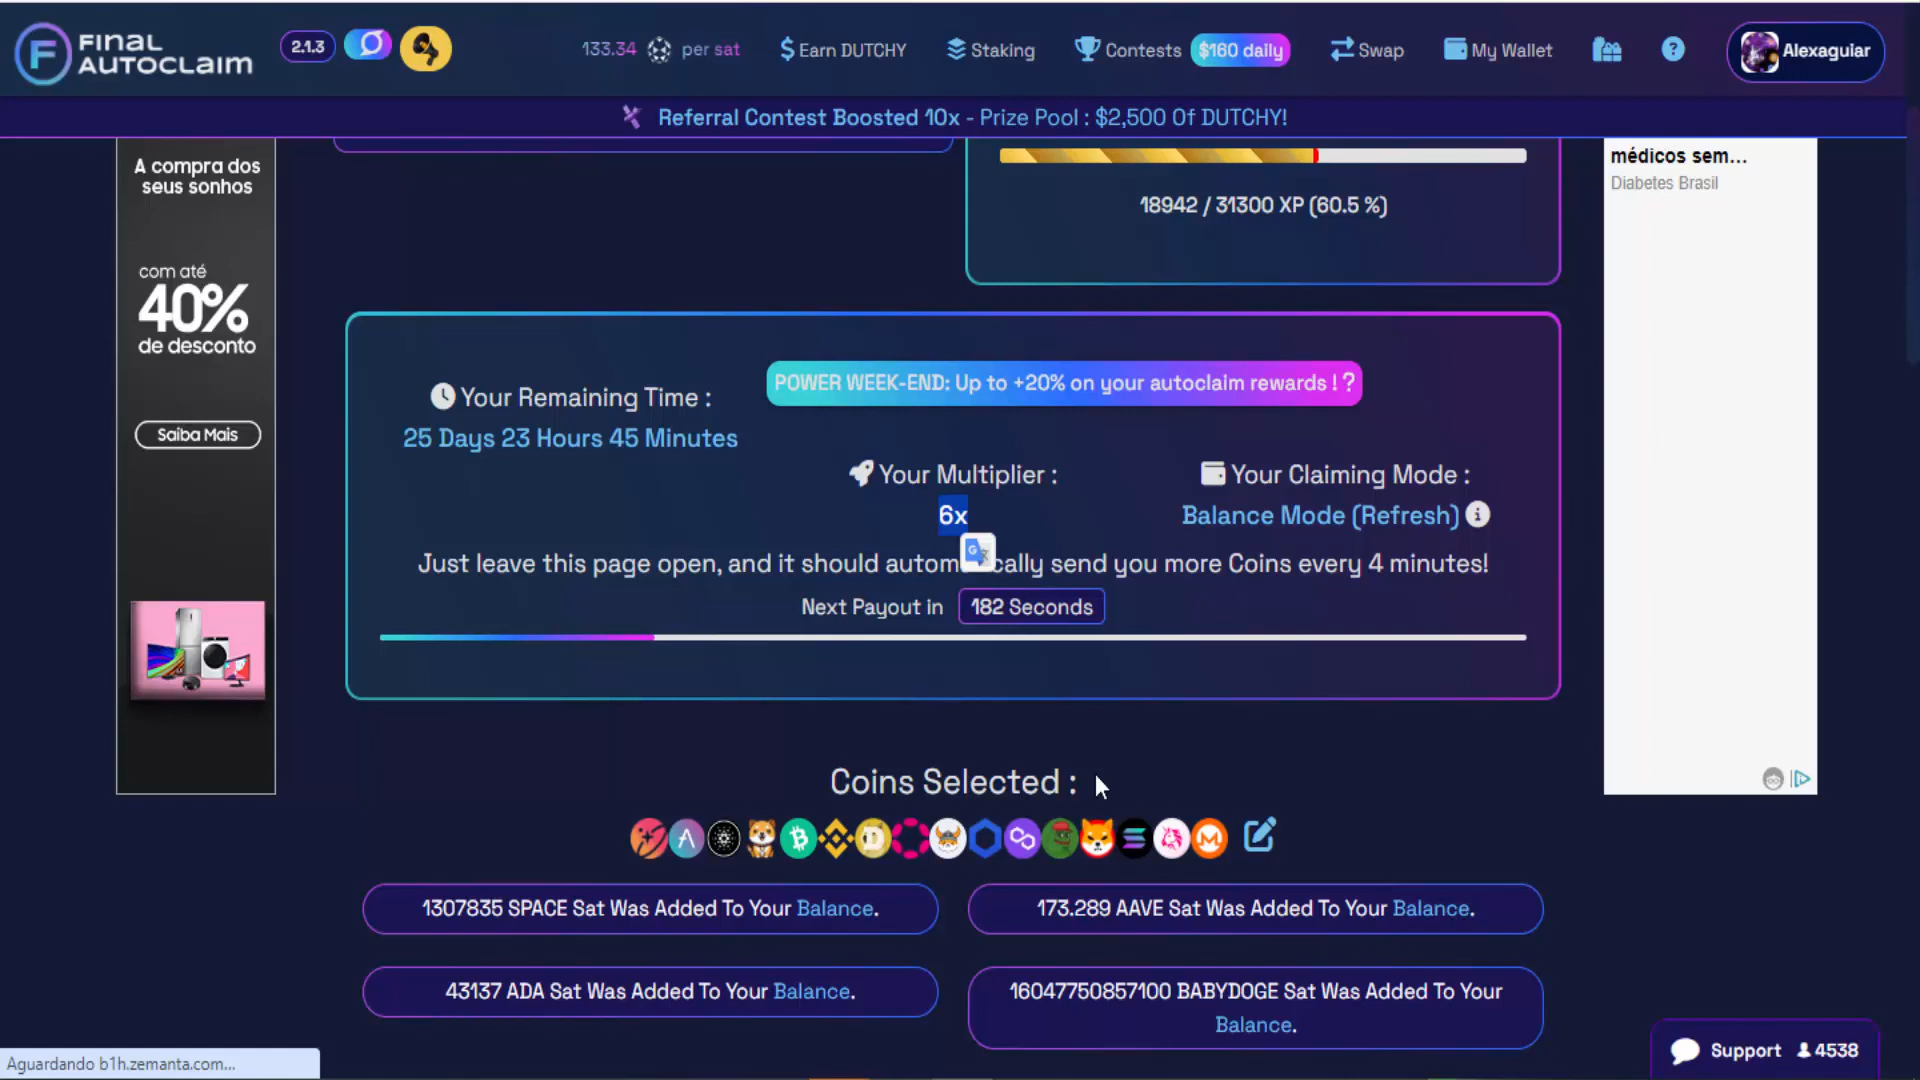 FINAL AUTOCLAIM
2.1.3
133.34 per sat
Earn DUTCHY
Staking
Contests
$160 daily
Swap
My Wallet
?
Alexaguiar
Referral Contest Boosted 10x - Prize Pool : $2,500 Of DUTCHY!
A compra dos
seus sonhos
com até
40%
de desconto
Saiba Mais
18942 / 31300 XP (60.5 %)
médicos sem...
Diabetes Brasil
POWER WEEK-END: Up to +20% on your autoclaim rewards ! ?
Your Remaining Time :
25 Days 23 Hours 45 Minutes
Your Multiplier :
6x
Your Claiming Mode :
Balance Mode (Refresh)
Just leave this page open, and it should automatically send you more Coins every 4 minutes!
Next Payout in 182 Seconds
Coins Selected :
1307835 SPACE Sat Was Added To Your Balance.
173.289 AAVE Sat Was Added To Your Balance.
43137 ADA Sat Was Added To Your Balance.
16047750857100 BABYDOGE Sat Was Added To Your
Balance.
Aguardando b1h.zemanta.com...
Support 4538